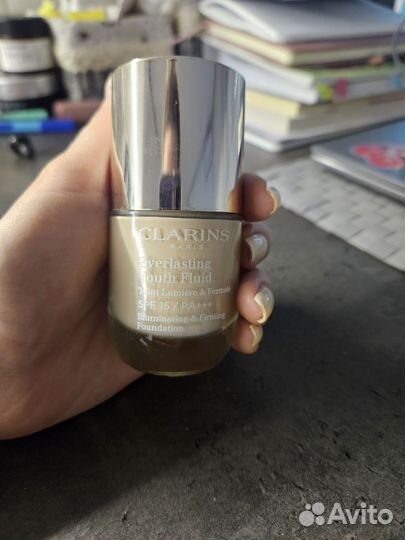 CLARINS
PARIS
Everlasting
Youth Fluid
Teint Lumière & Fermeté
SPF 15 / PA+++
Illuminating & Firming
Foundation
Avito